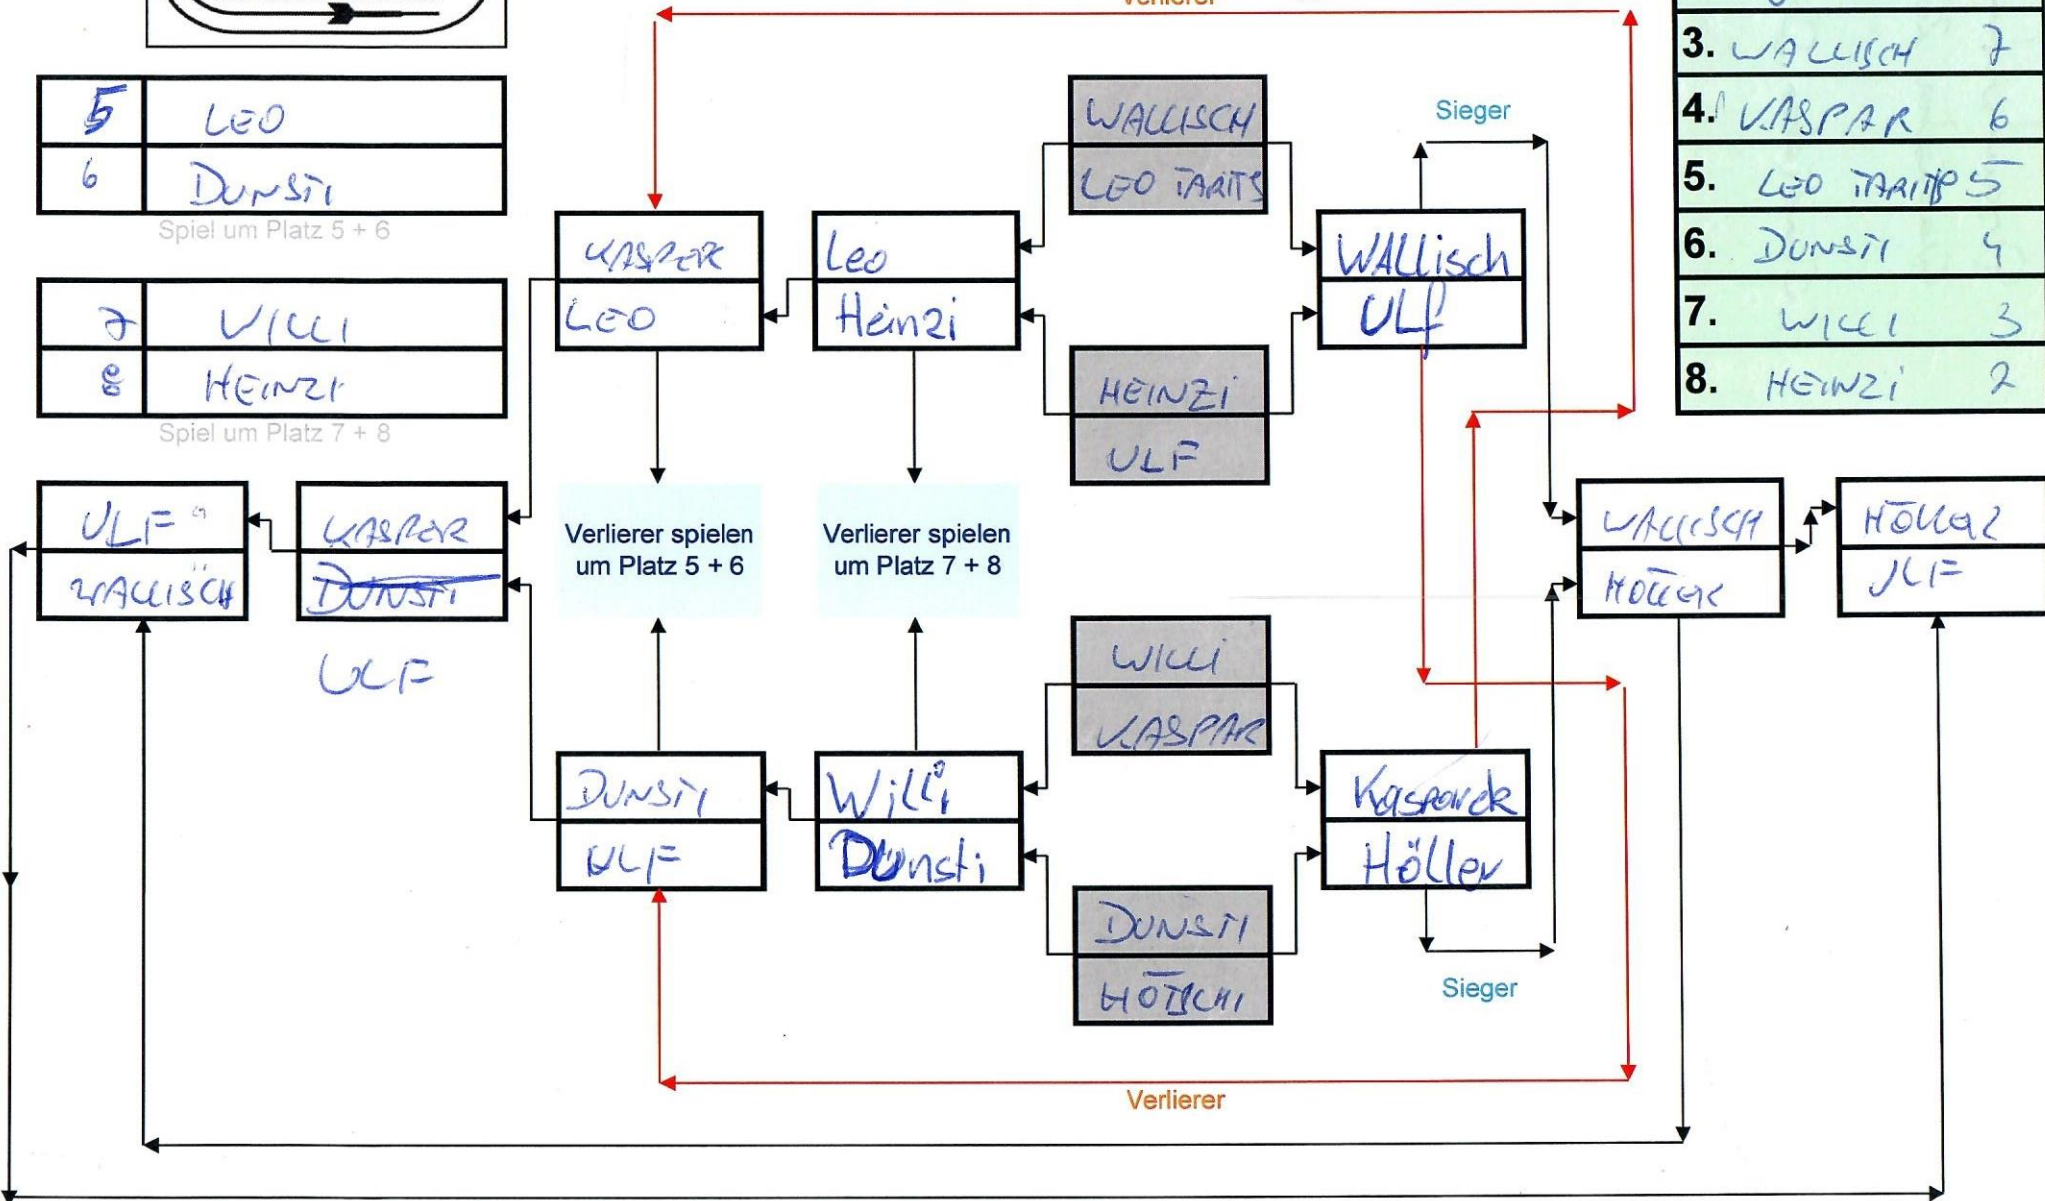 Verlierer
3. WALLISCH 7
4. KASPAR 6
5. LEO TARITS 5
6. DUNSTI 4
7. WILLI 3
8. HEINZI 2
5 LEO
6 DUNSTI
Spiel um Platz 5 + 6
7 WILLI
8 HEINZI
Spiel um Platz 7 + 8
WALLISCH
LEO TARITS
Sieger
KASPER
LEO
Leo
Heinzi
WALLisch
ULf
HEINZi
ULF
ULF
WALLISCH
KASPER
DUNSTI
ULF
Verlierer spielen
um Platz 5 + 6
Verlierer spielen
um Platz 7 + 8
WALLISCH
HÖLLER
HÖLLER
ULF
WILLi
KASPAR
DUNSTI
ULF
Willi
Dunsti
Kasparek
Höller
DUNSTI
HÖTSCHI
Sieger
Verlierer